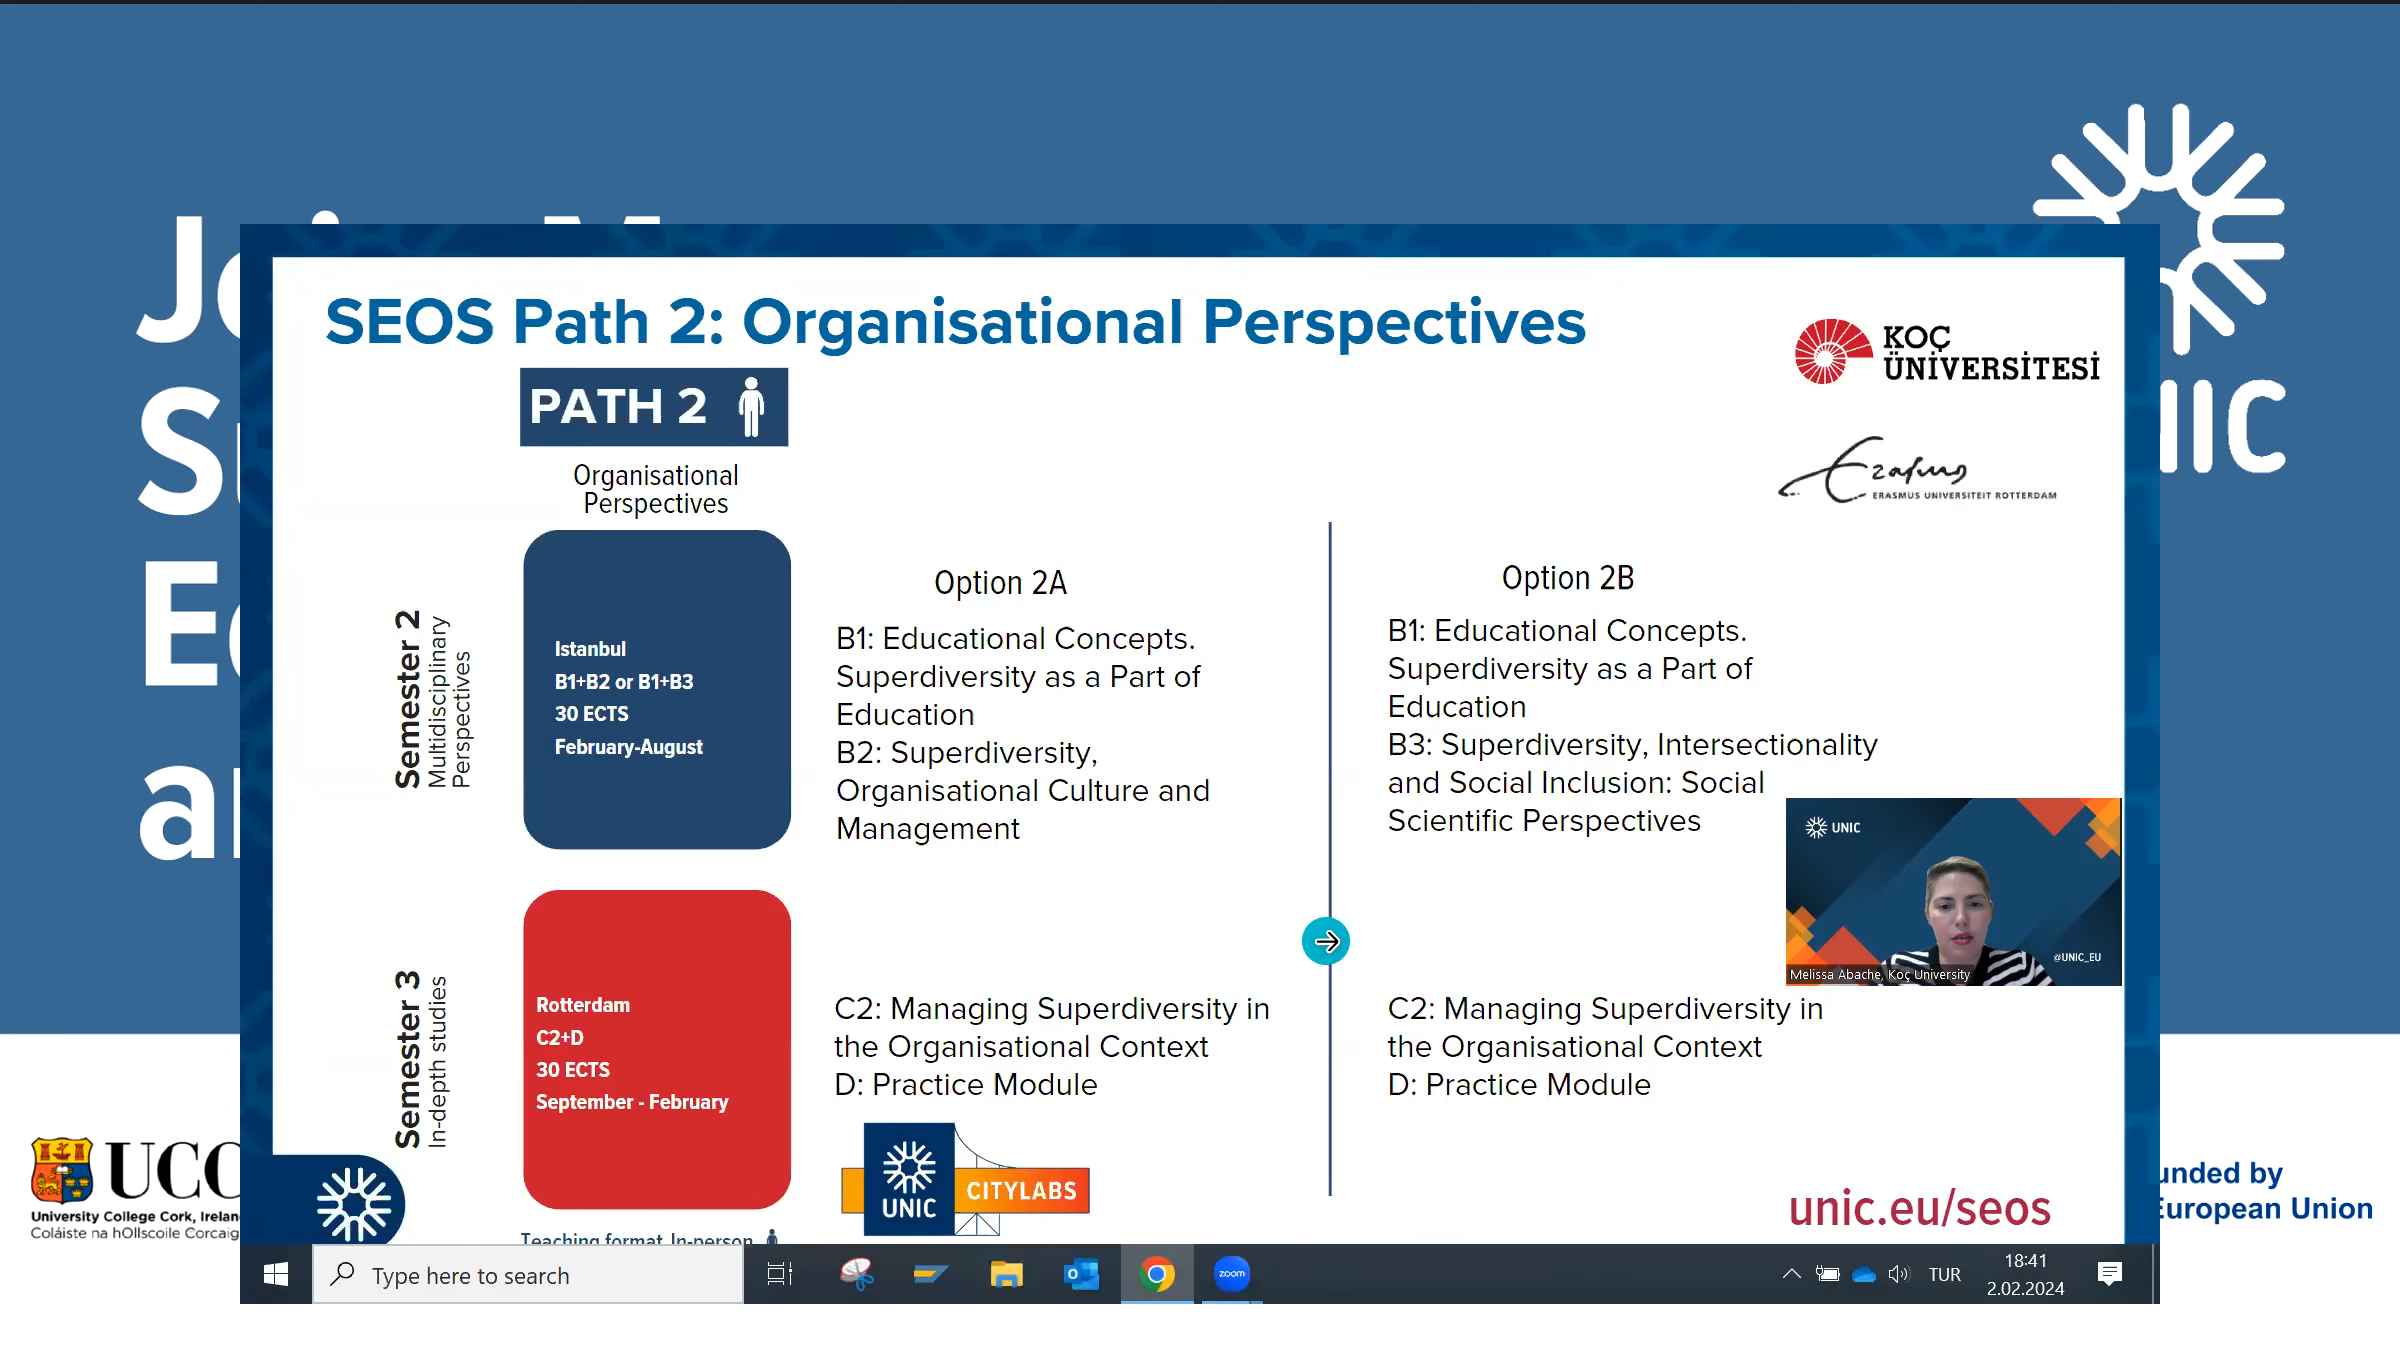 SEOS Path 2: Organisational Perspectives
KOÇ
ÜNİVERSİTESİ
PATH 2
Organisational
Perspectives
Erasmus
ERASMUS UNIVERSITEIT ROTTERDAM
UNIC
Semester 2
Multidisciplinary
Perspectives
Istanbul
B1+B2 or B1+B3
30 ECTS
February-August
Option 2A
B1: Educational Concepts.
Superdiversity as a Part of
Education
B2: Superdiversity,
Organisational Culture and
Management
Option 2B
B1: Educational Concepts.
Superdiversity as a Part of
Education
B3: Superdiversity, Intersectionality
and Social Inclusion: Social
Scientific Perspectives
UNIC
@UNIC_EU
Melissa Abache, Koç University
Semester 3
In-depth studies
Rotterdam
C2+D
30 ECTS
September - February
C2: Managing Superdiversity in
the Organisational Context
D: Practice Module
C2: Managing Superdiversity in
the Organisational Context
D: Practice Module
UNIC
CITYLABS
unic.eu/seos
Teaching format In-person
UCC
University College Cork, Ireland
Coláiste na hOllscoile Corcaigh
unded by
European Union
Type here to search
zoom
TUR
18:41
2.02.2024